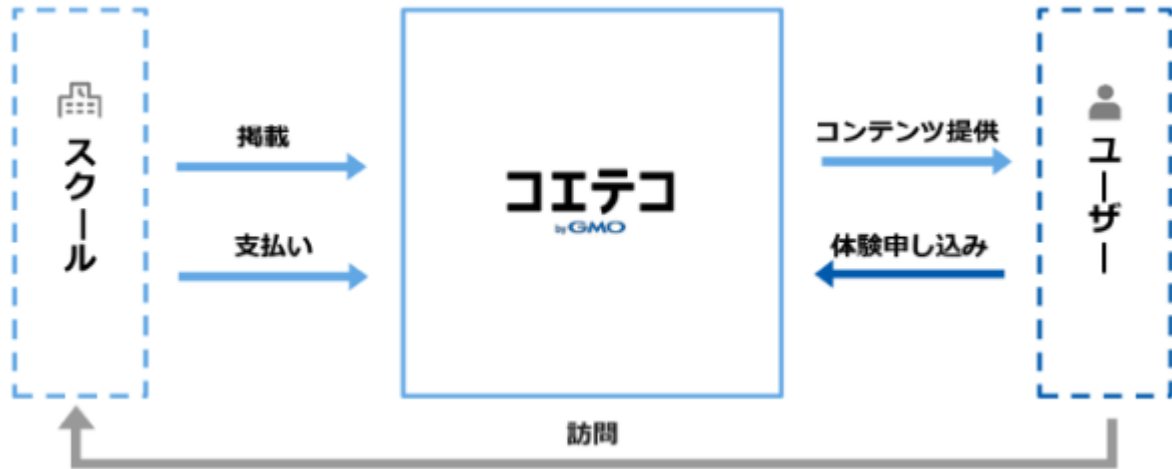 スクール
掲載
支払い
コエテコ
by GMO
コンテンツ提供
体験申し込み
ユーザー
訪問